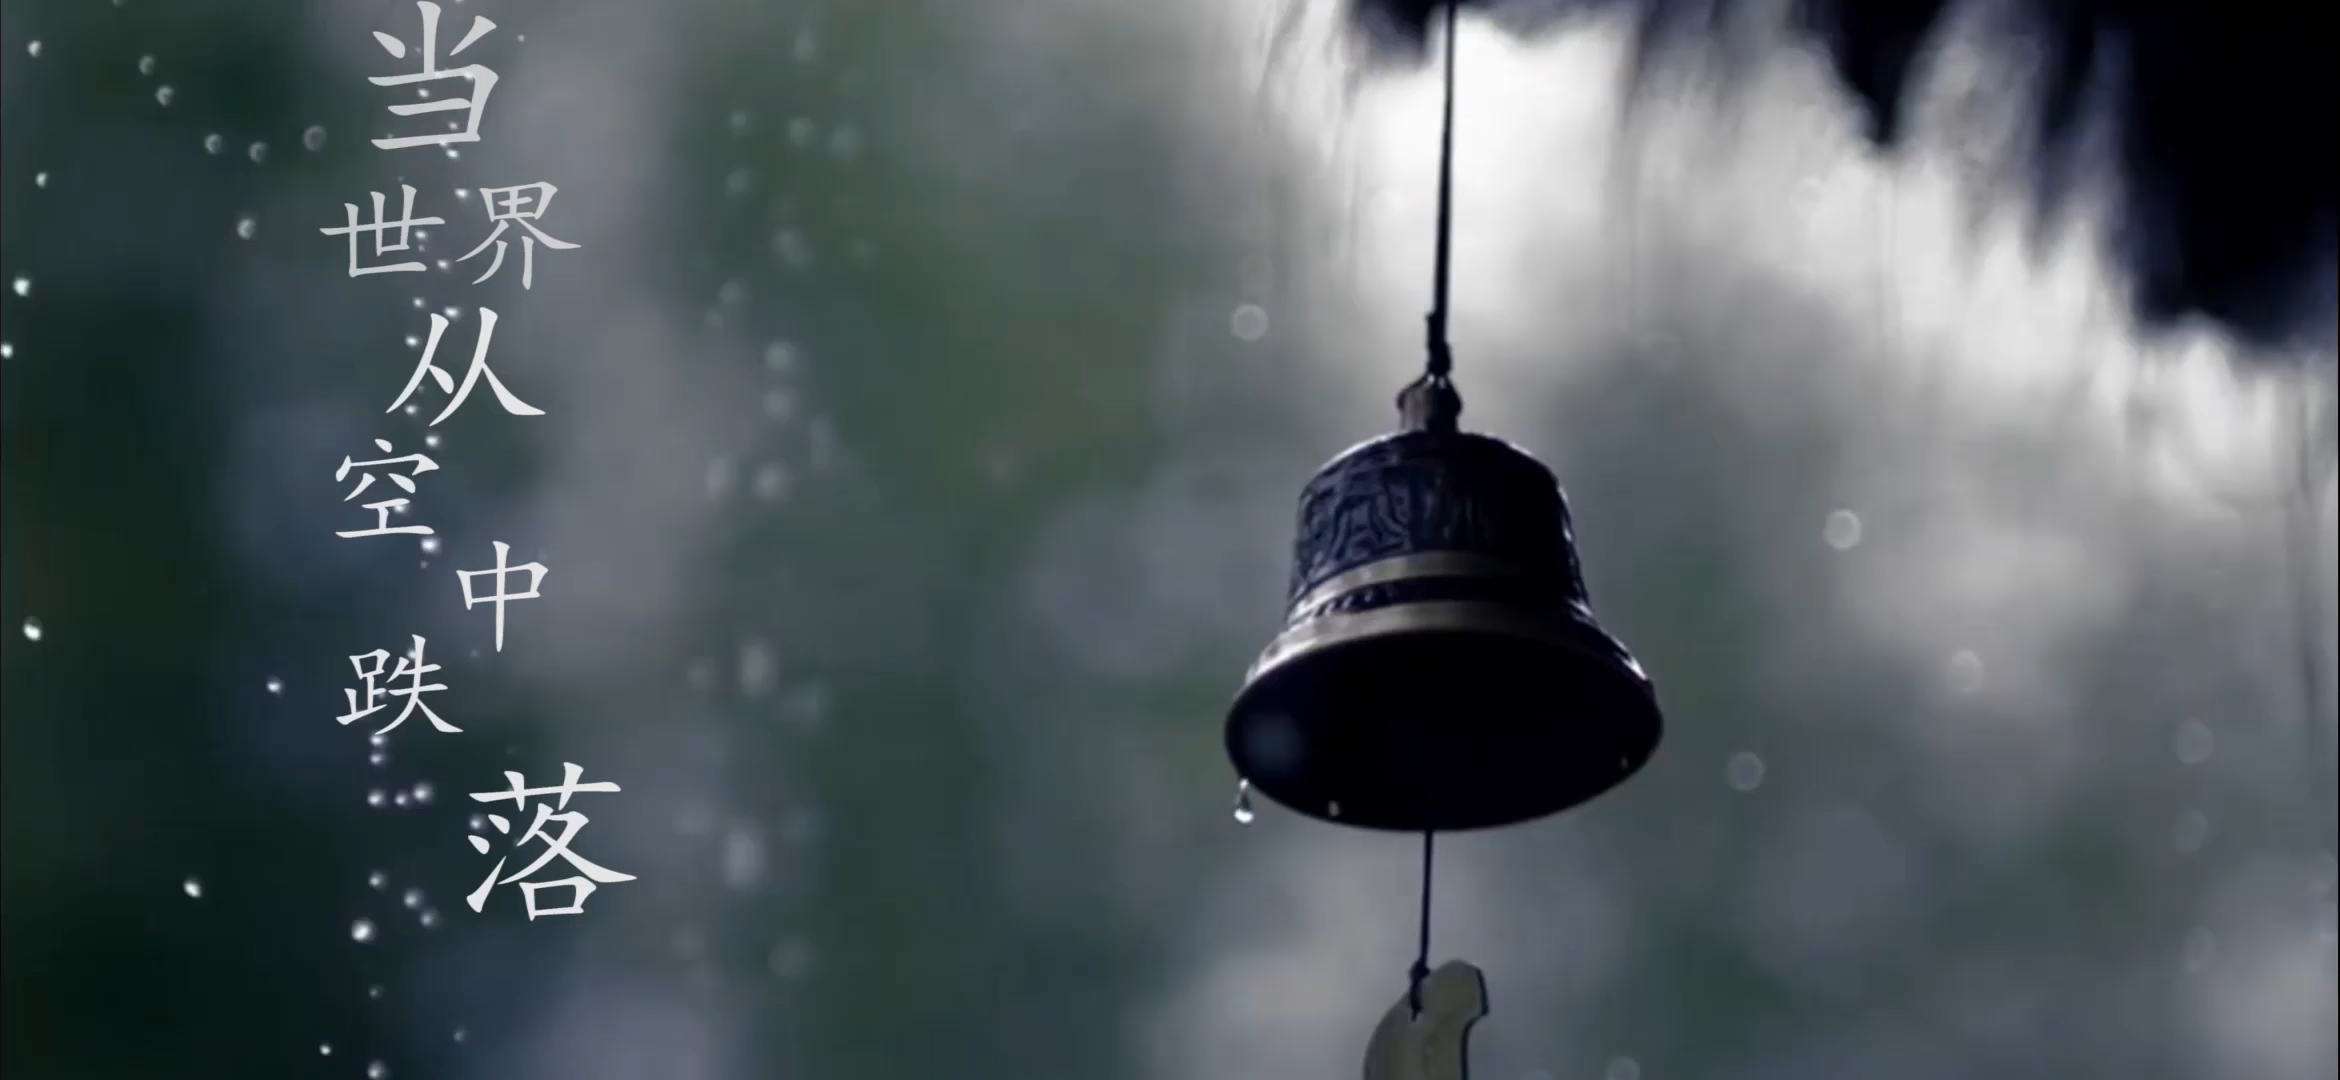 当
世界
从
空
中
跌
落